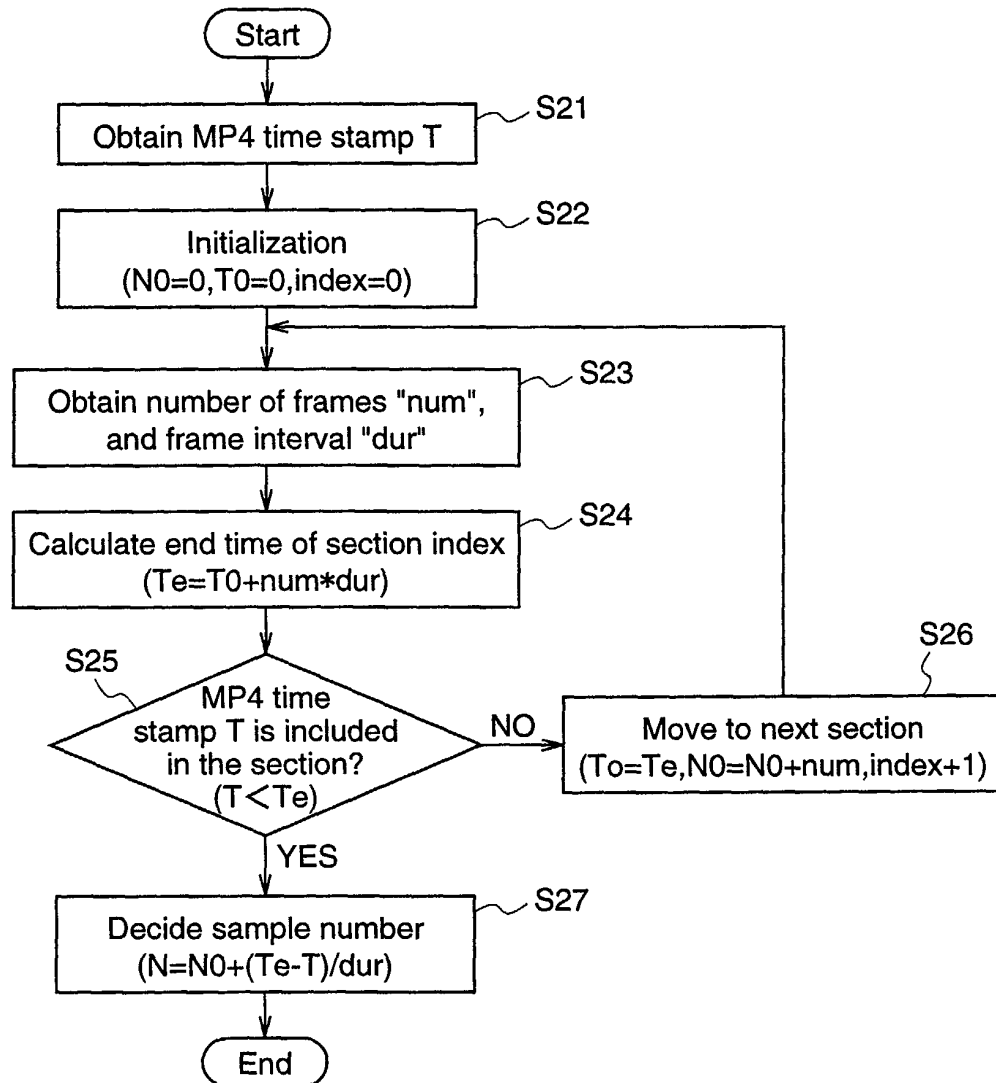 Start
S21
Obtain MP4 time stamp T
S22
Initialization
(N0=0,T0=0,index=0)
S23
Obtain number of frames "num",
and frame interval "dur"
S24
Calculate end time of section index
(Te=T0+num*dur)
S25
MP4 time
stamp T is included
in the section?
(T<Te)
NO
S26
Move to next section
(To=Te,N0=N0+num,index+1)
YES
S27
Decide sample number
(N=N0+(Te-T)/dur)
End